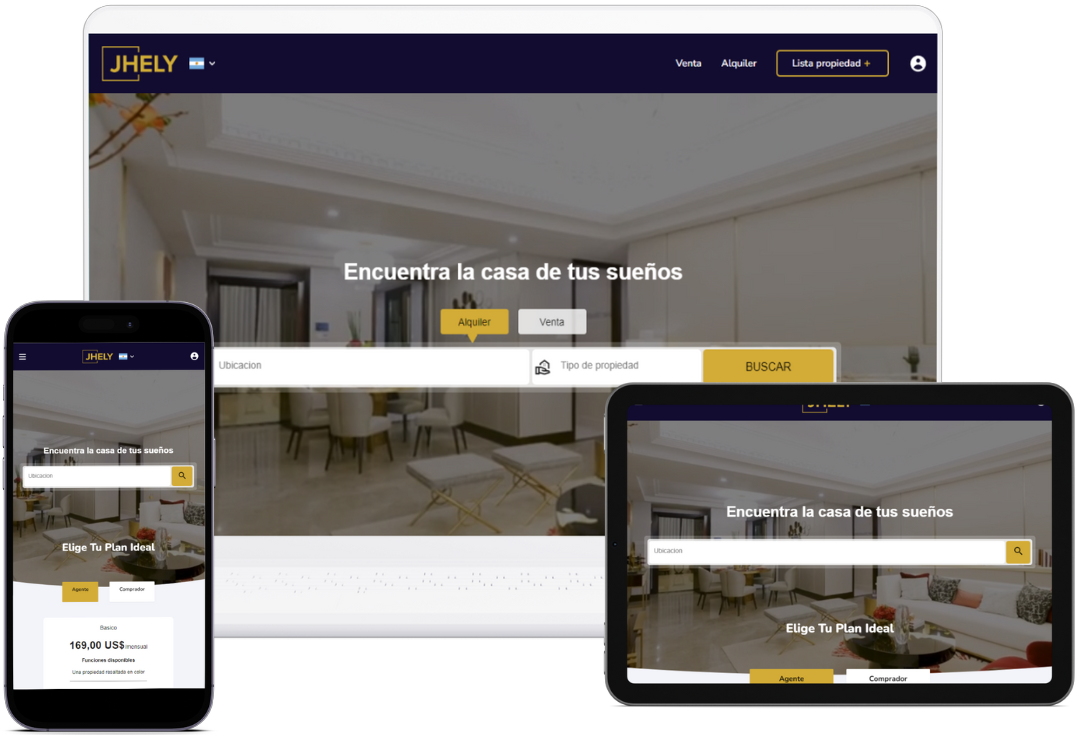 JHELY
Venta Alquiler Lista propiedad +
Encuentra la casa de tus sueños
Alquiler Venta
Ubicacion Tipo de propiedad BUSCAR
JHELY
Encuentra la casa de tus sueños
Ubicacion
Elige Tu Plan Ideal
Agente Comprador
Basico
169,00 US$ mensual
Funciones disponibles
Una propiedad resaltada en color
Encuentra la casa de tus sueños
Ubicacion
Elige Tu Plan Ideal
Agente Comprador